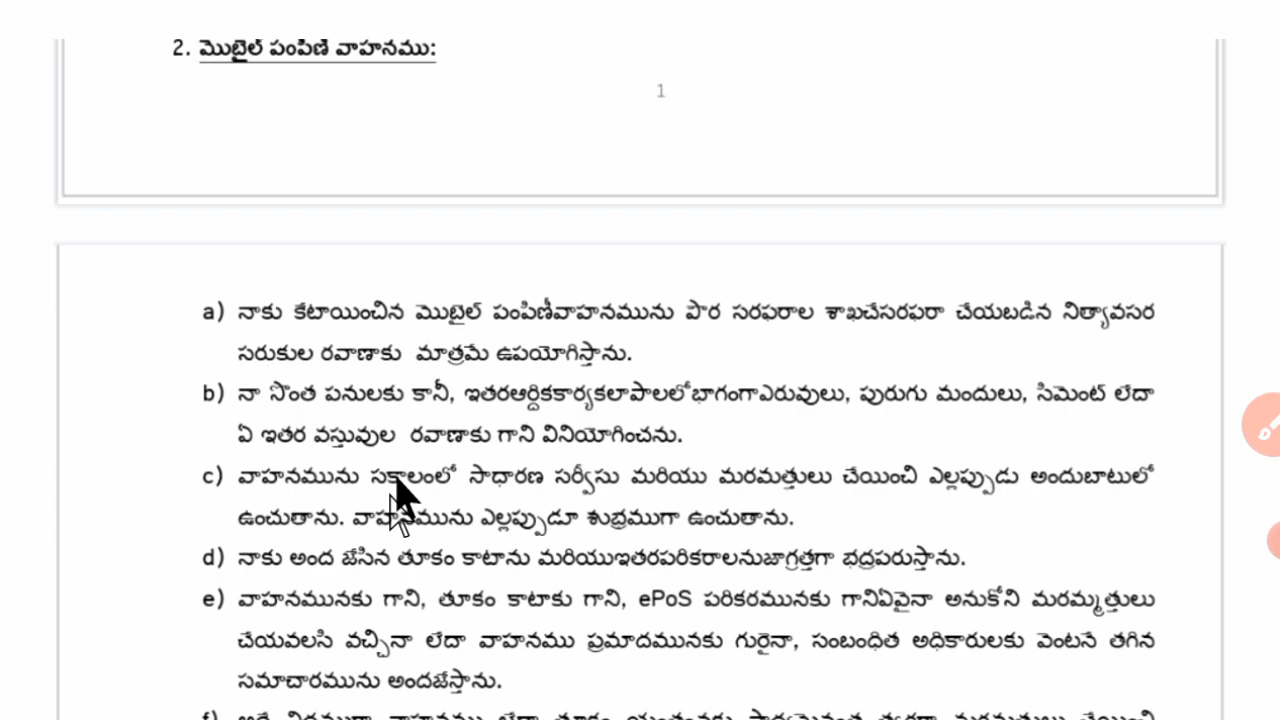 2. మొబైల్ పంపిణీ వాహనము:
1
a) నాకు కేటాయించిన మొబైల్ పంపిణీవాహనమును పౌర సరఫరాల శాఖచేసరఫరా చేయబడిన నిత్యావసర
సరుకుల రవాణాకు మాత్రమే ఉపయోగిస్తాను.
b) నా సొంత పనులకు కానీ, ఇతరఆర్ధికకార్యకలాపాలలోభాగంగాఎరువులు, పురుగు మందులు, సిమెంట్ లేదా
ఏ ఇతర వస్తువుల రవాణాకు గాని వినియోగించను.
c) వాహనమును సకాలంలో సాధారణ సర్వీసు మరియు మరమత్తులు చేయించి ఎల్లప్పుడు అందుబాటులో
ఉంచుతాను. వాహనమును ఎల్లప్పుడూ శుభ్రముగా ఉంచుతాను.
d) నాకు అంద జేసిన తూకం కాటాను మరియుఇతరపరికరాలనుజాగ్రత్తగా భద్రపరుస్తాను.
e) వాహనమునకు గాని, తూకం కాటాకు గాని, ePoS పరికరమునకు గానిఏవైనా అనుకోని మరమ్మత్తులు
చేయవలసి వచ్చినా లేదా వాహనము ప్రమాదమునకు గురైనా, సంబంధిత అధికారులకు వెంటనే తగిన
సమాచారమును అందజేస్తాను.